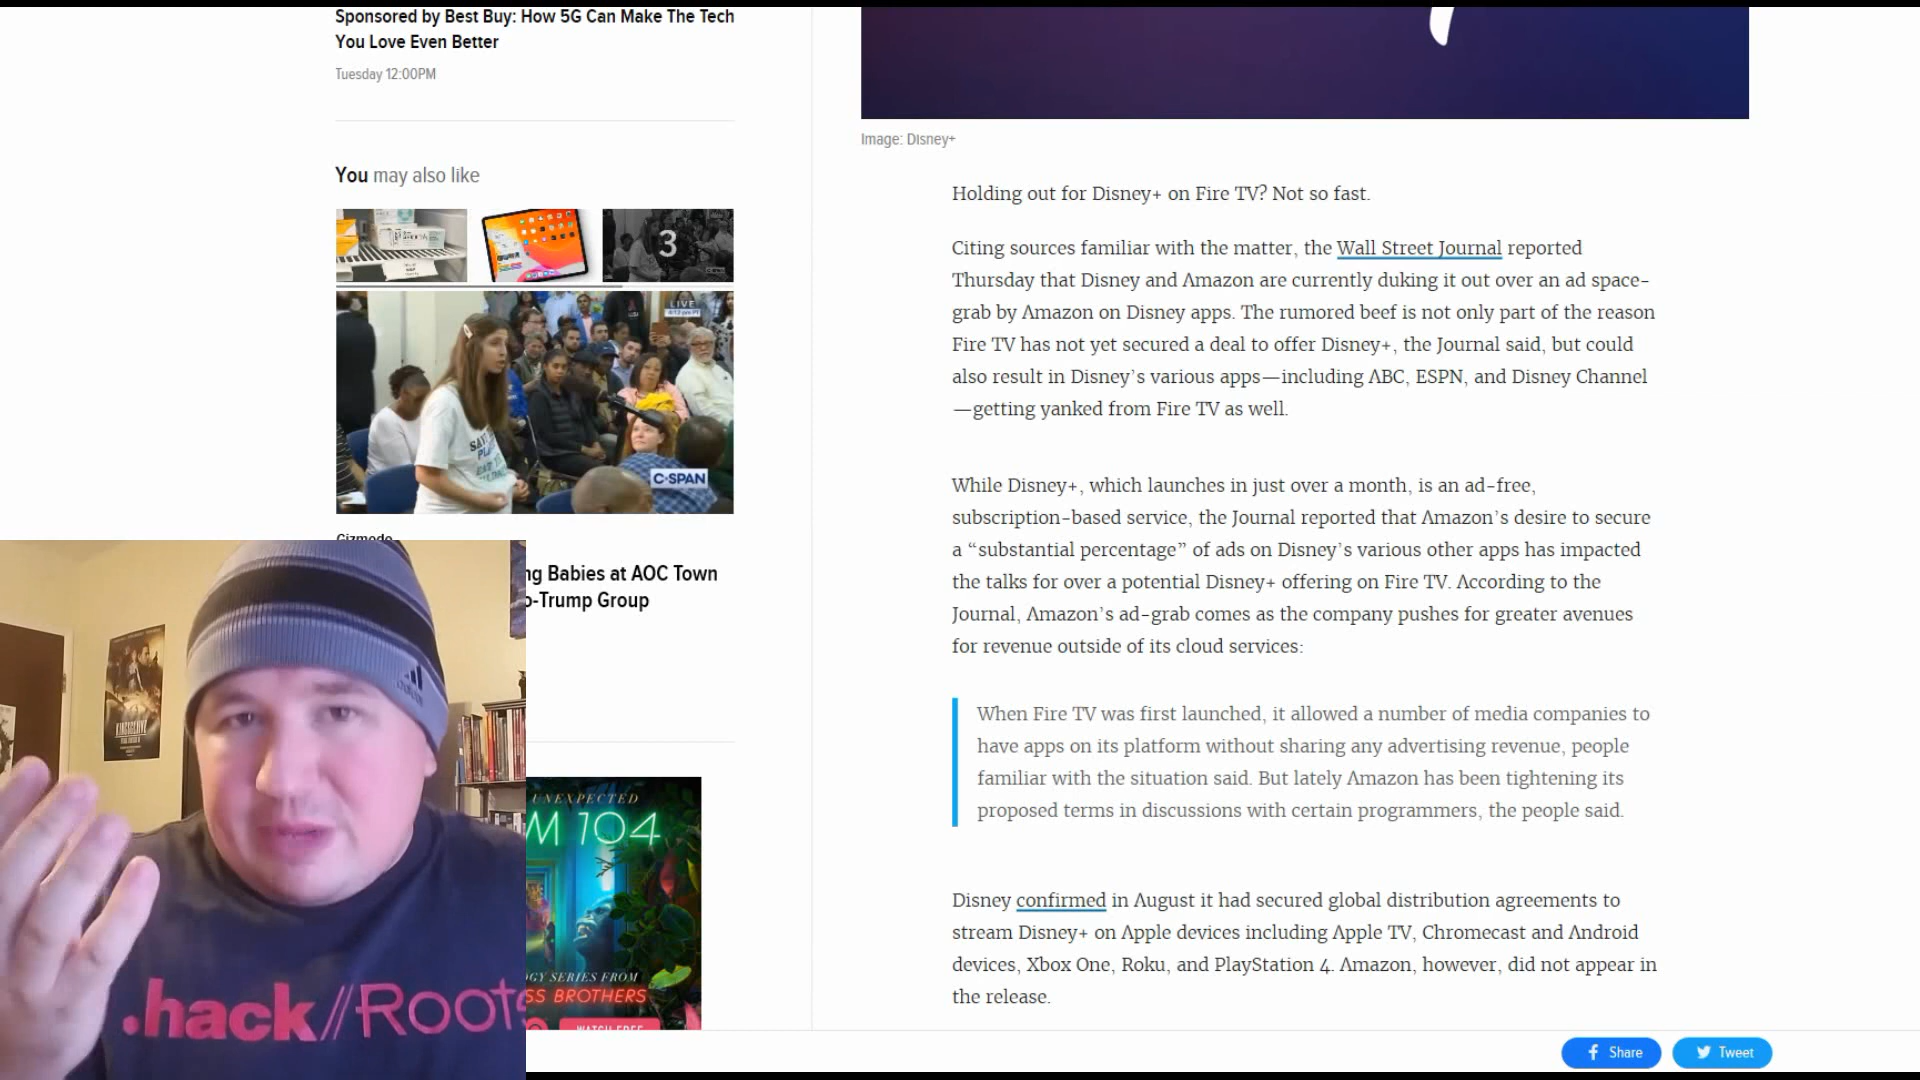 Sponsored by Best Buy: How 5G Can Make The Tech
You Love Even Better
Tuesday 12:00PM
You may also like
3
LIVE
C-SPAN
Gizmodo
ng Babies at AOC Town
o-Trump Group
UNEXPECTED
M 104
GY SERIES FROM
SS BROTHERS
WATCH FREE
KINGSGLAIVE
adidas
.hack//Roots
Image: Disney+
Holding out for Disney+ on Fire TV? Not so fast.
Citing sources familiar with the matter, the Wall Street Journal reported
Thursday that Disney and Amazon are currently duking it out over an ad space-
grab by Amazon on Disney apps. The rumored beef is not only part of the reason
Fire TV has not yet secured a deal to offer Disney+, the Journal said, but could
also result in Disney’s various apps—including ABC, ESPN, and Disney Channel
—getting yanked from Fire TV as well.
While Disney+, which launches in just over a month, is an ad-free,
subscription-based service, the Journal reported that Amazon’s desire to secure
a “substantial percentage” of ads on Disney’s various other apps has impacted
the talks for over a potential Disney+ offering on Fire TV. According to the
Journal, Amazon’s ad-grab comes as the company pushes for greater avenues
for revenue outside of its cloud services:
When Fire TV was first launched, it allowed a number of media companies to
have apps on its platform without sharing any advertising revenue, people
familiar with the situation said. But lately Amazon has been tightening its
proposed terms in discussions with certain programmers, the people said.
Disney confirmed in August it had secured global distribution agreements to
stream Disney+ on Apple devices including Apple TV, Chromecast and Android
devices, Xbox One, Roku, and PlayStation 4. Amazon, however, did not appear in
the release.
Share
Tweet